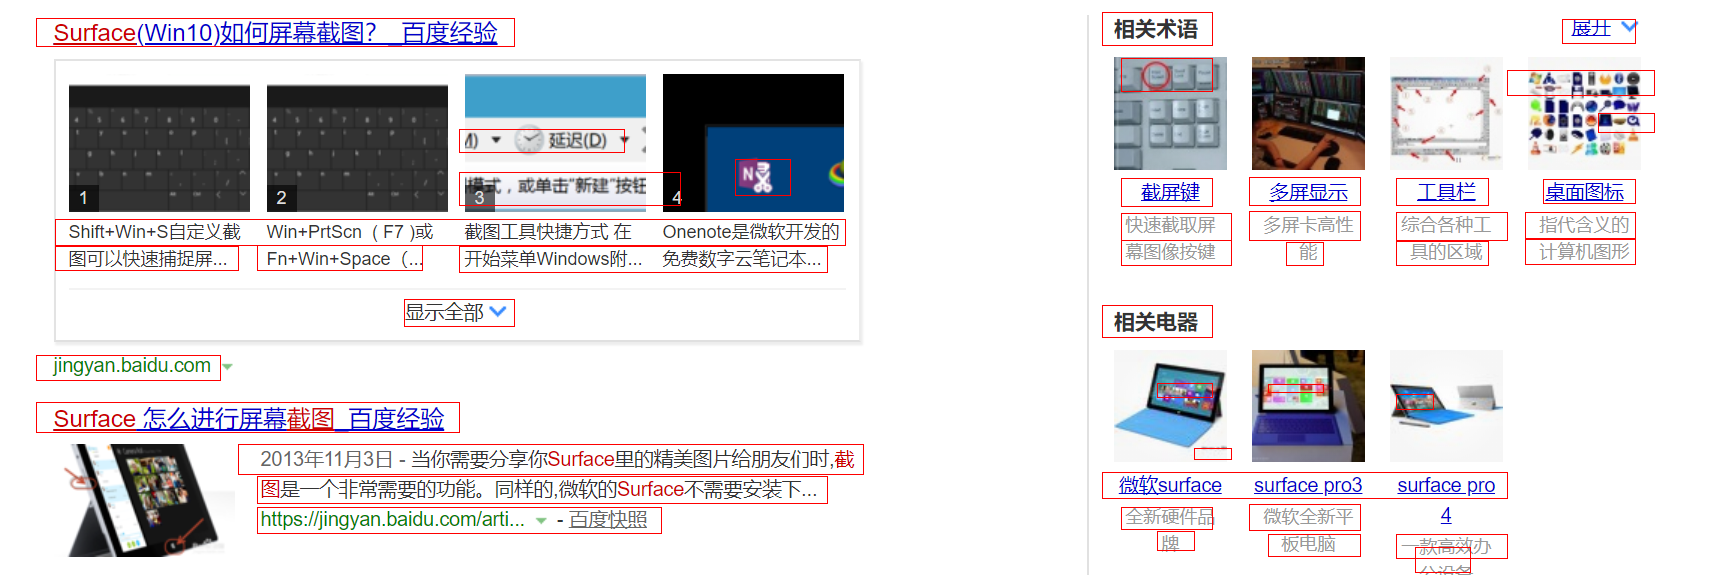 Surface(Win10)如何屏幕截图？_百度经验
M) 延迟(D)
模式，或单击"新建"按钮
N
1 2 3 4
Shift+Win+S自定义截
图可以快速捕捉屏...
Win+PrtScn（F7 )或
Fn+Win+Space（...
截图工具快捷方式 在
开始菜单Windows附...
Onenote是微软开发的
免费数字云笔记本...
显示全部
jingyan.baidu.com
Surface 怎么进行屏幕截图_百度经验
2013年11月3日 - 当你需要分享你Surface里的精美图片给朋友们时,截
图是一个非常需要的功能。同样的,微软的Surface不需要安装下...
https://jingyan.baidu.com/arti... - 百度快照
相关术语
展开
截屏键
快速截取屏
幕图像按键
多屏显示
多屏卡高性
能
工具栏
综合各种工
具的区域
桌面图标
指代含义的
计算机图形
相关电器
微软surface
全新硬件品
牌
surface pro3
微软全新平
板电脑
surface pro
4
一款高效办
公设备